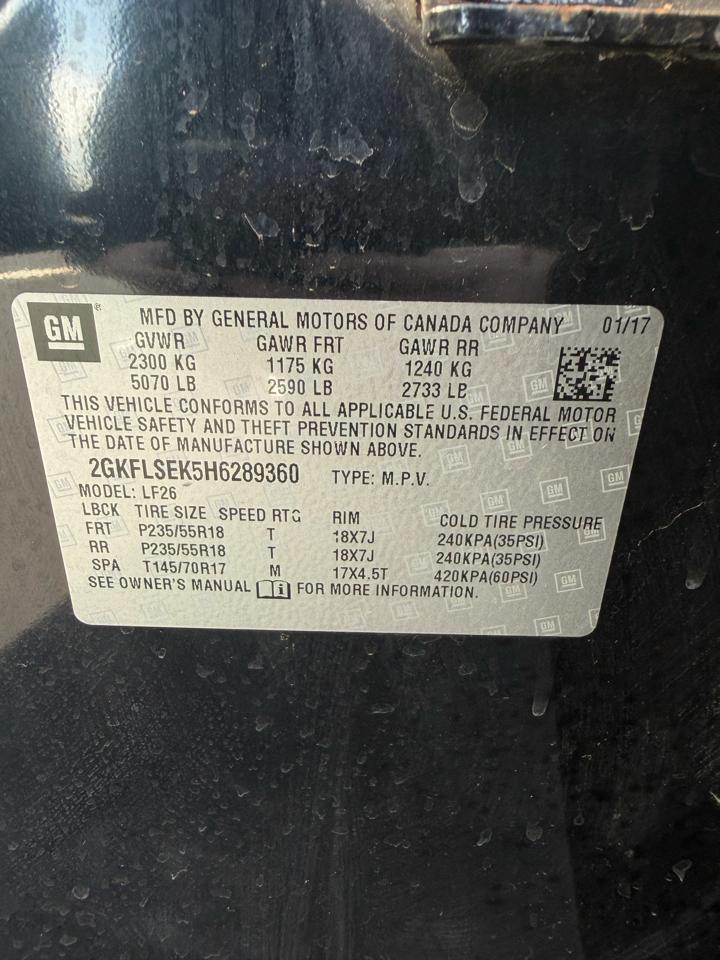 GM ®
MFD BY GENERAL MOTORS OF CANADA COMPANY 01/17
GVWR GAWR FRT GAWR RR
2300 KG 1175 KG 1240 KG
5070 LB 2590 LB 2733 LB
THIS VEHICLE CONFORMS TO ALL APPLICABLE U.S. FEDERAL MOTOR
VEHICLE SAFETY AND THEFT PREVENTION STANDARDS IN EFFECT ON
THE DATE OF MANUFACTURE SHOWN ABOVE.
2GKFLSEK5H6289360 TYPE: M.P.V.
MODEL: LF26
LBCK TIRE SIZE SPEED RTG RIM COLD TIRE PRESSURE
FRT P235/55R18 T 18X7J 240KPA(35PSI)
RR P235/55R18 T 18X7J 240KPA(35PSI)
SPA T145/70R17 M 17X4.5T 420KPA(60PSI)
SEE OWNER'S MANUAL FOR MORE INFORMATION.